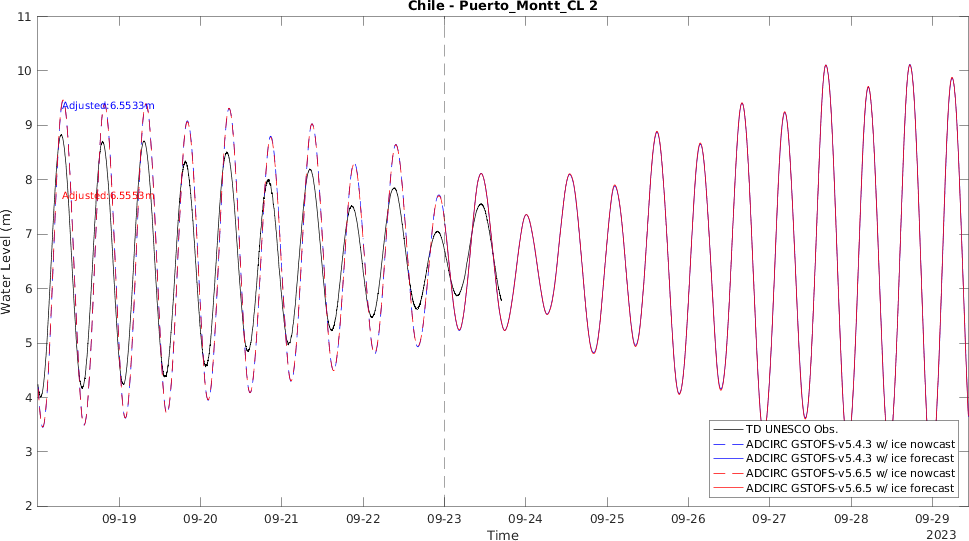 Chile - Puerto_Montt_CL 2
11
10
9
8
7
6
5
4
3
2
Water Level (m)
Adjusted:6.5533m
Adjusted:6.5553m
TD UNESCO Obs.
ADCIRC GSTOFS-v5.4.3 w/ ice nowcast
ADCIRC GSTOFS-v5.4.3 w/ ice forecast
ADCIRC GSTOFS-v5.6.5 w/ ice nowcast
ADCIRC GSTOFS-v5.6.5 w/ ice forecast
09-19 09-20 09-21 09-22 09-23 09-24 09-25 09-26 09-27 09-28 09-29
Time
2023